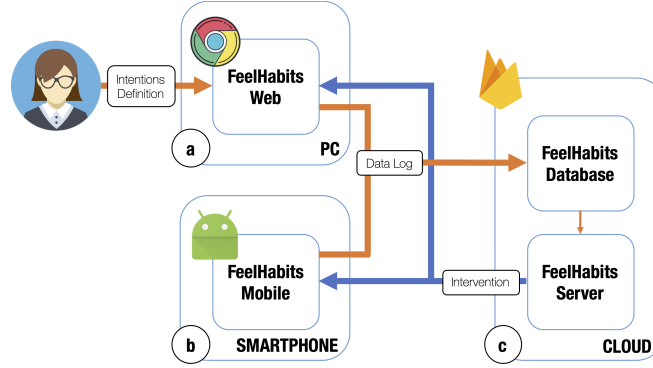 Intentions
Definition
FeelHabits
Web
a
PC
Data Log
FeelHabits
Database
FeelHabits
Mobile
b
SMARTPHONE
Intervention
FeelHabits
Server
c
CLOUD